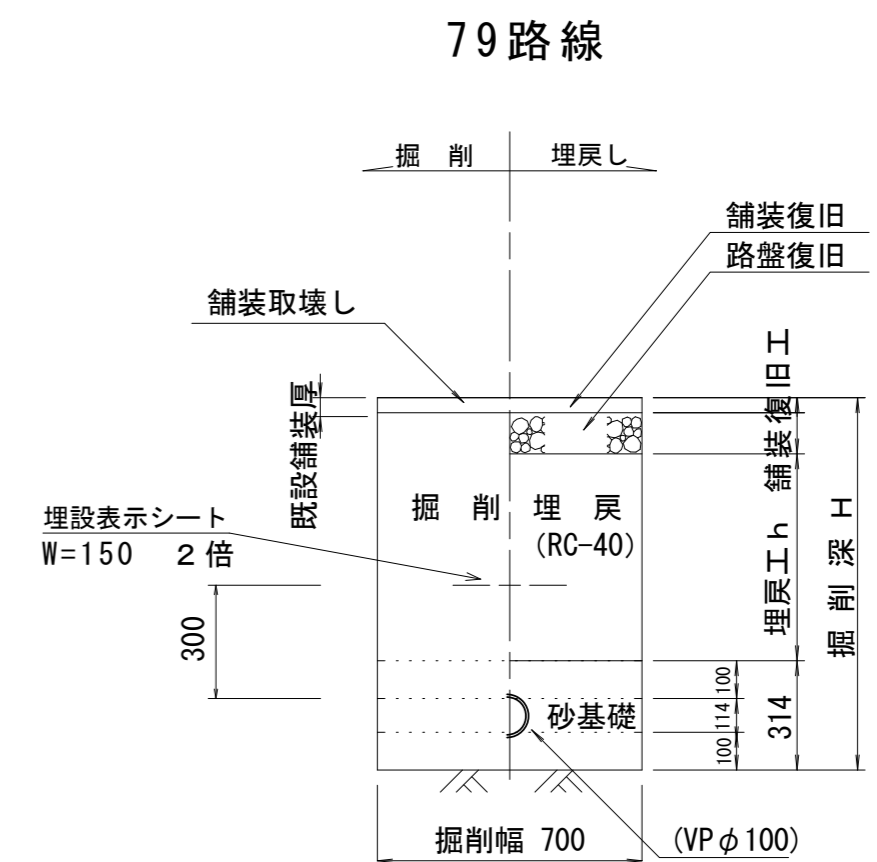 79路線
掘 削
埋戻し
舗装復旧
路盤復旧
舗装取壊し
既設舗装厚
舗装復旧工
掘 削
埋 戻
(RC-40)
埋設表示シート
W=150 2倍
300
埋戻工h
掘削深H
100
114
100
314
砂基礎
掘削幅 700
(VPφ100)